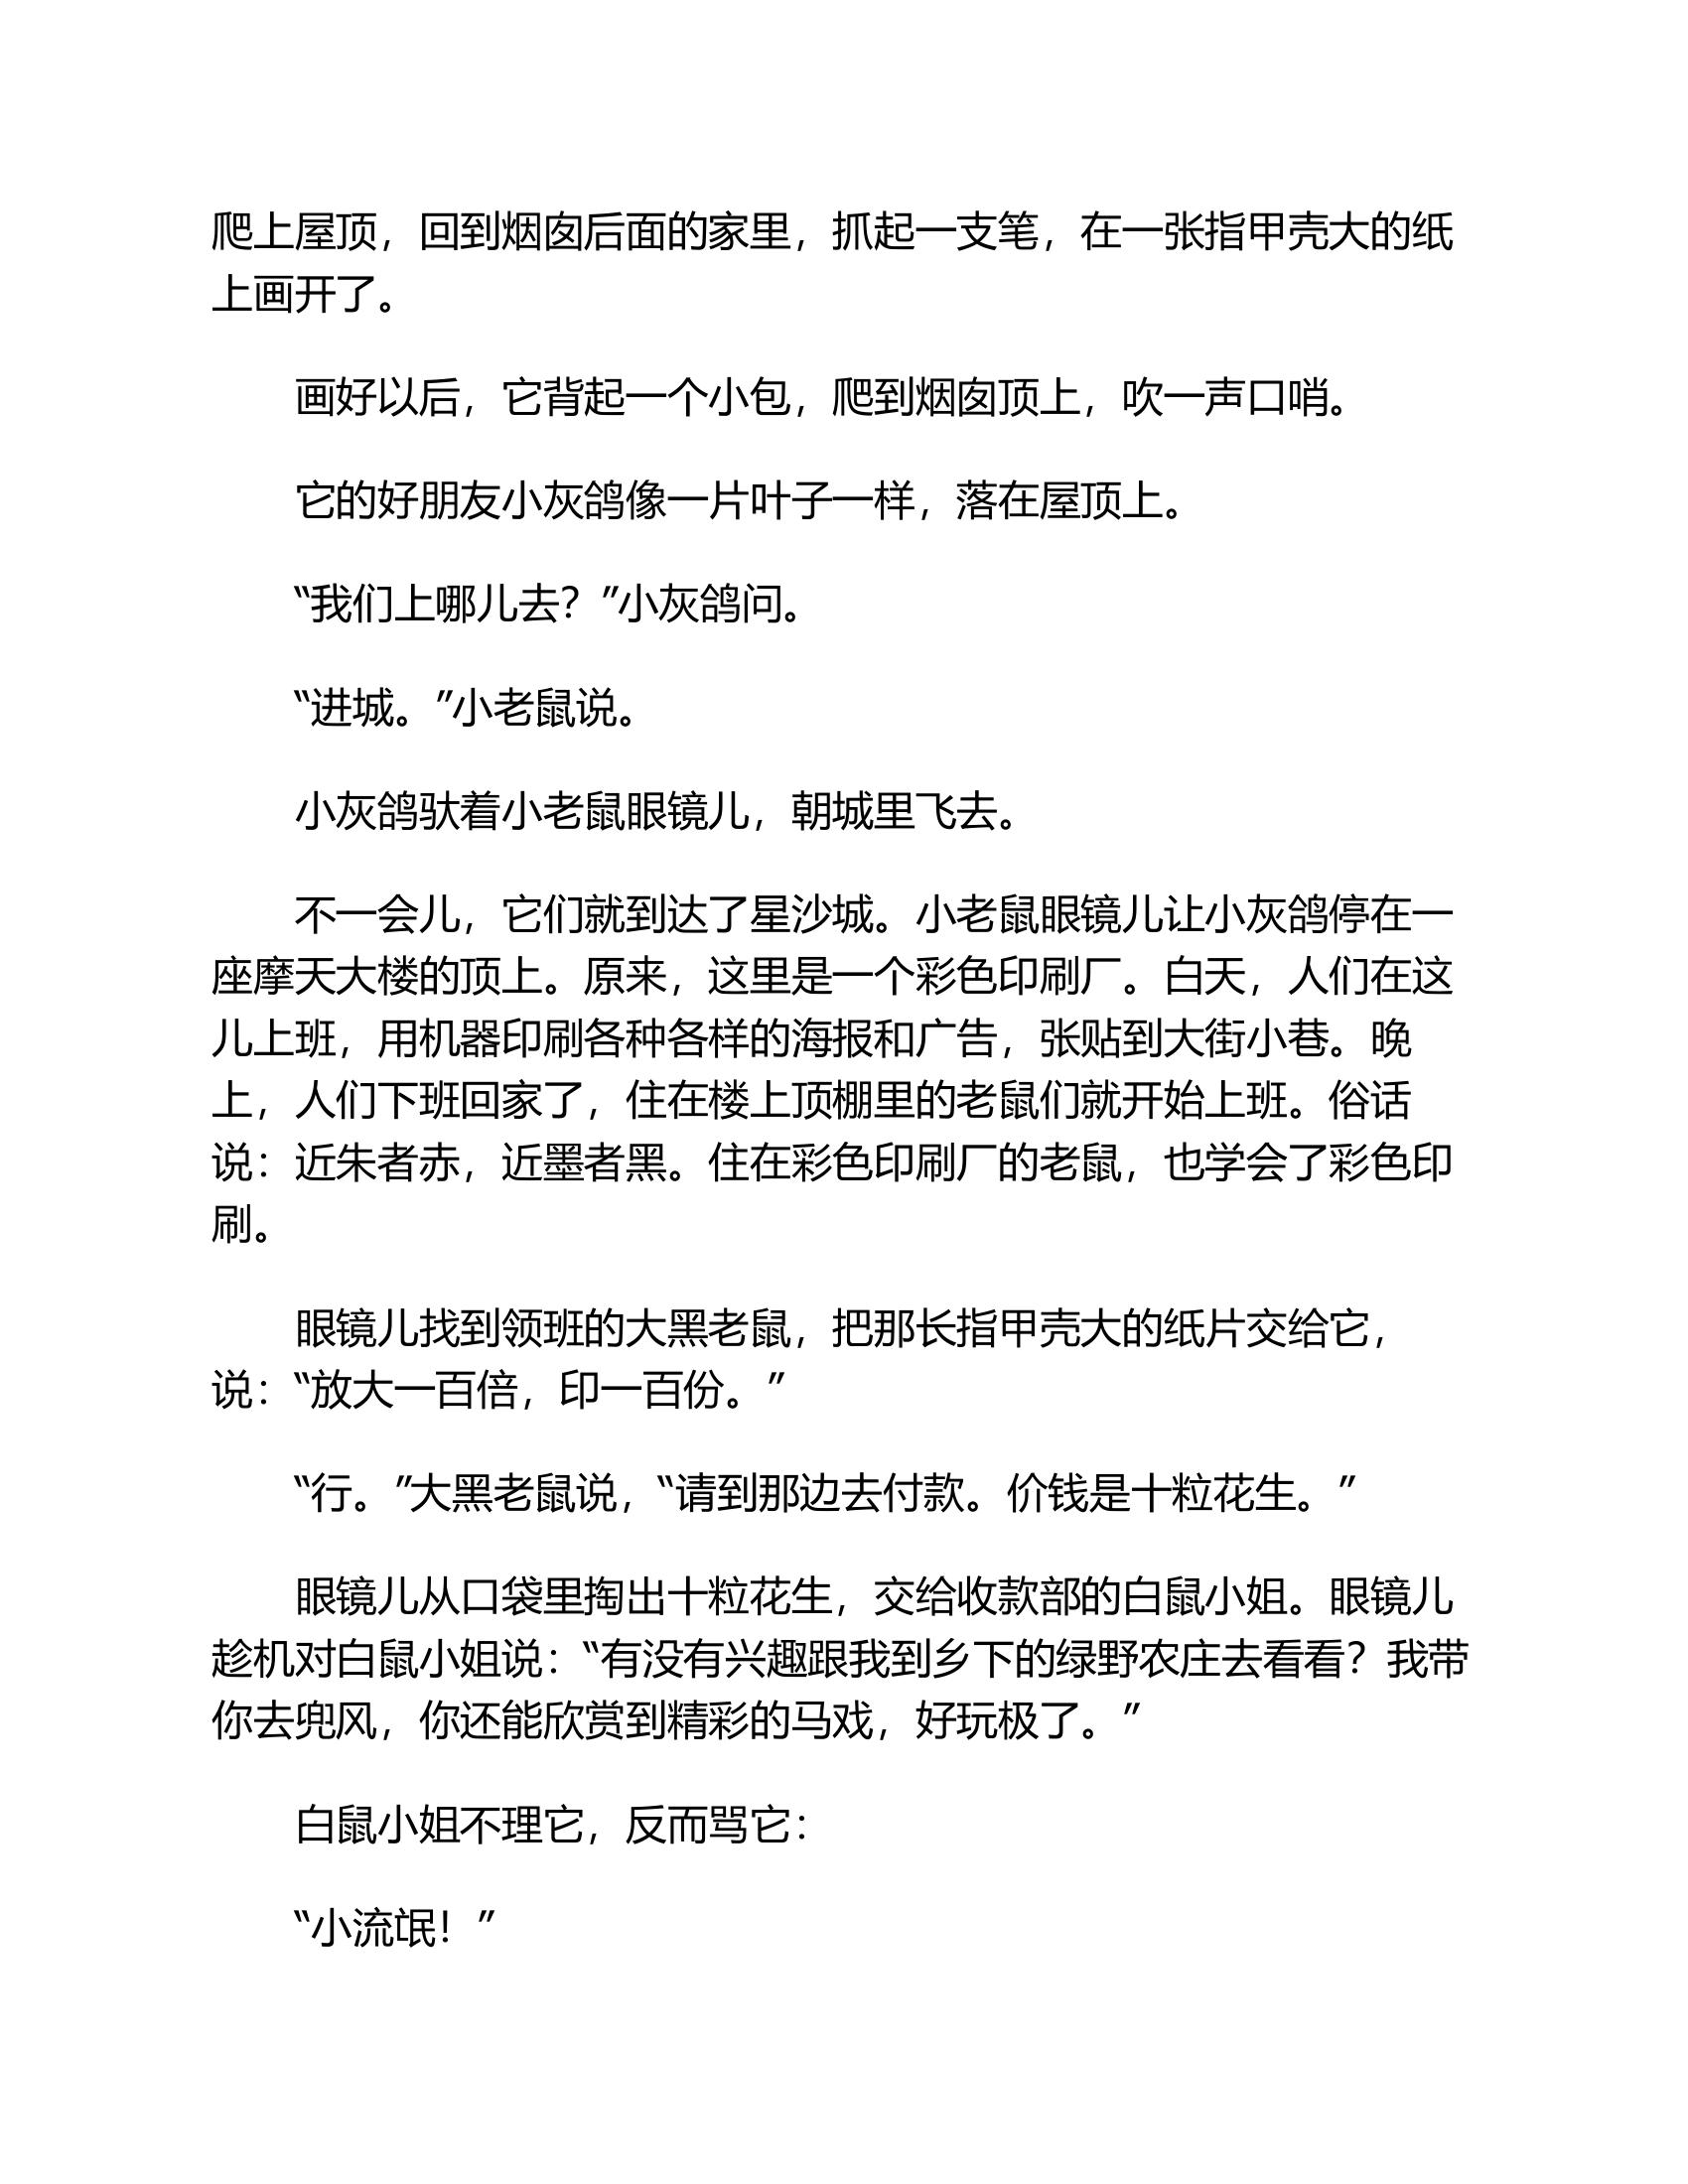 爬上屋顶，回到烟囱后面的家里，抓起一支笔，在一张指甲壳大的纸
上画开了。
画好以后，它背起一个小包，爬到烟囱顶上，吹一声口哨。
它的好朋友小灰鸽像一片叶子一样，落在屋顶上。
“我们上哪儿去？”小灰鸽问。
“进城。”小老鼠说。
小灰鸽驮着小老鼠眼镜儿，朝城里飞去。
不一会儿，它们就到达了星沙城。小老鼠眼镜儿让小灰鸽停在一
座摩天大楼的顶上。原来，这里是一个彩色印刷厂。白天，人们在这
儿上班，用机器印刷各种各样的海报和广告，张贴到大街小巷。晚
上，人们下班回家了，住在楼上顶棚里的老鼠们就开始上班。俗话
说：近朱者赤，近墨者黑。住在彩色印刷厂的老鼠，也学会了彩色印
刷。
眼镜儿找到领班的大黑老鼠，把那长指甲壳大的纸片交给它，
说：“放大一百倍，印一百份。”
“行。”大黑老鼠说，“请到那边去付款。价钱是十粒花生。”
眼镜儿从口袋里掏出十粒花生，交给收款部的白鼠小姐。眼镜儿
趁机对白鼠小姐说：“有没有兴趣跟我到乡下的绿野农庄去看看？我带
你去兜风，你还能欣赏到精彩的马戏，好玩极了。”
白鼠小姐不理它，反而骂它：
“小流氓！”